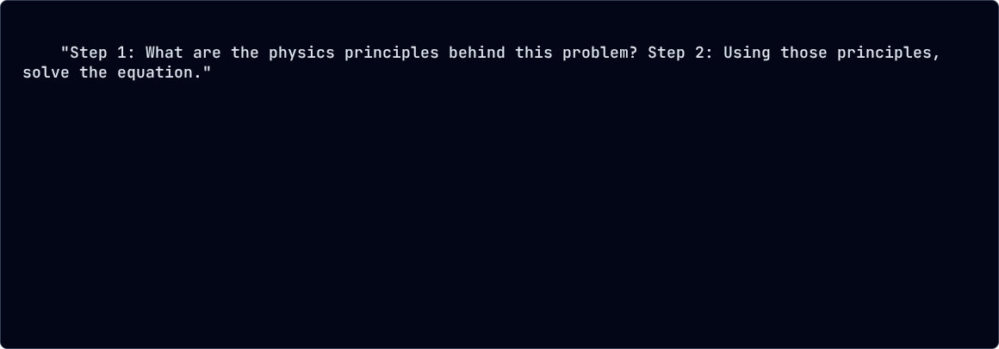 "Step 1: What are the physics principles behind this problem? Step 2: Using those principles,
solve the equation."